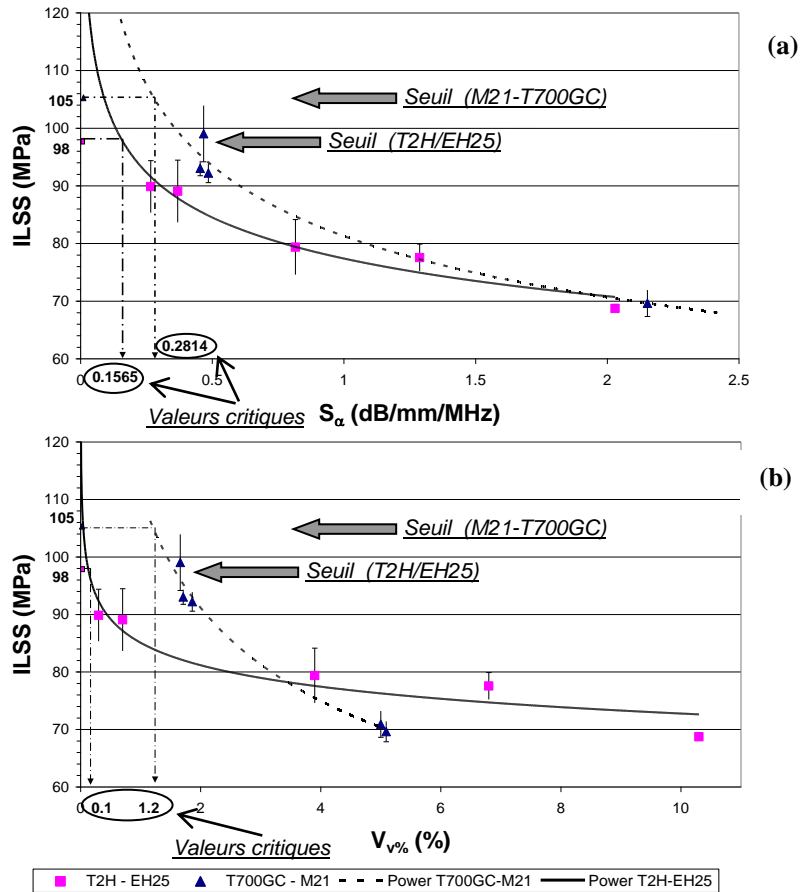 120
(a)
110
105
Seuil (M21-T700GC)
100
98
Seuil (T2H/EH25)
90
80
70
60
ILSS (MPa)
0.2814
0.1565
0 0.5 1 1.5 2 2.5
Valeurs critiques
Sα (dB/mm/MHz)
120
(b)
110
105
Seuil (M21-T700GC)
100
98
Seuil (T2H/EH25)
90
80
70
60
ILSS (MPa)
0 2 4 6 8 10
0.1 1.2
Valeurs critiques
Vv% (%)
T2H - EH25 T700GC - M21 Power T700GC-M21 Power T2H-EH25